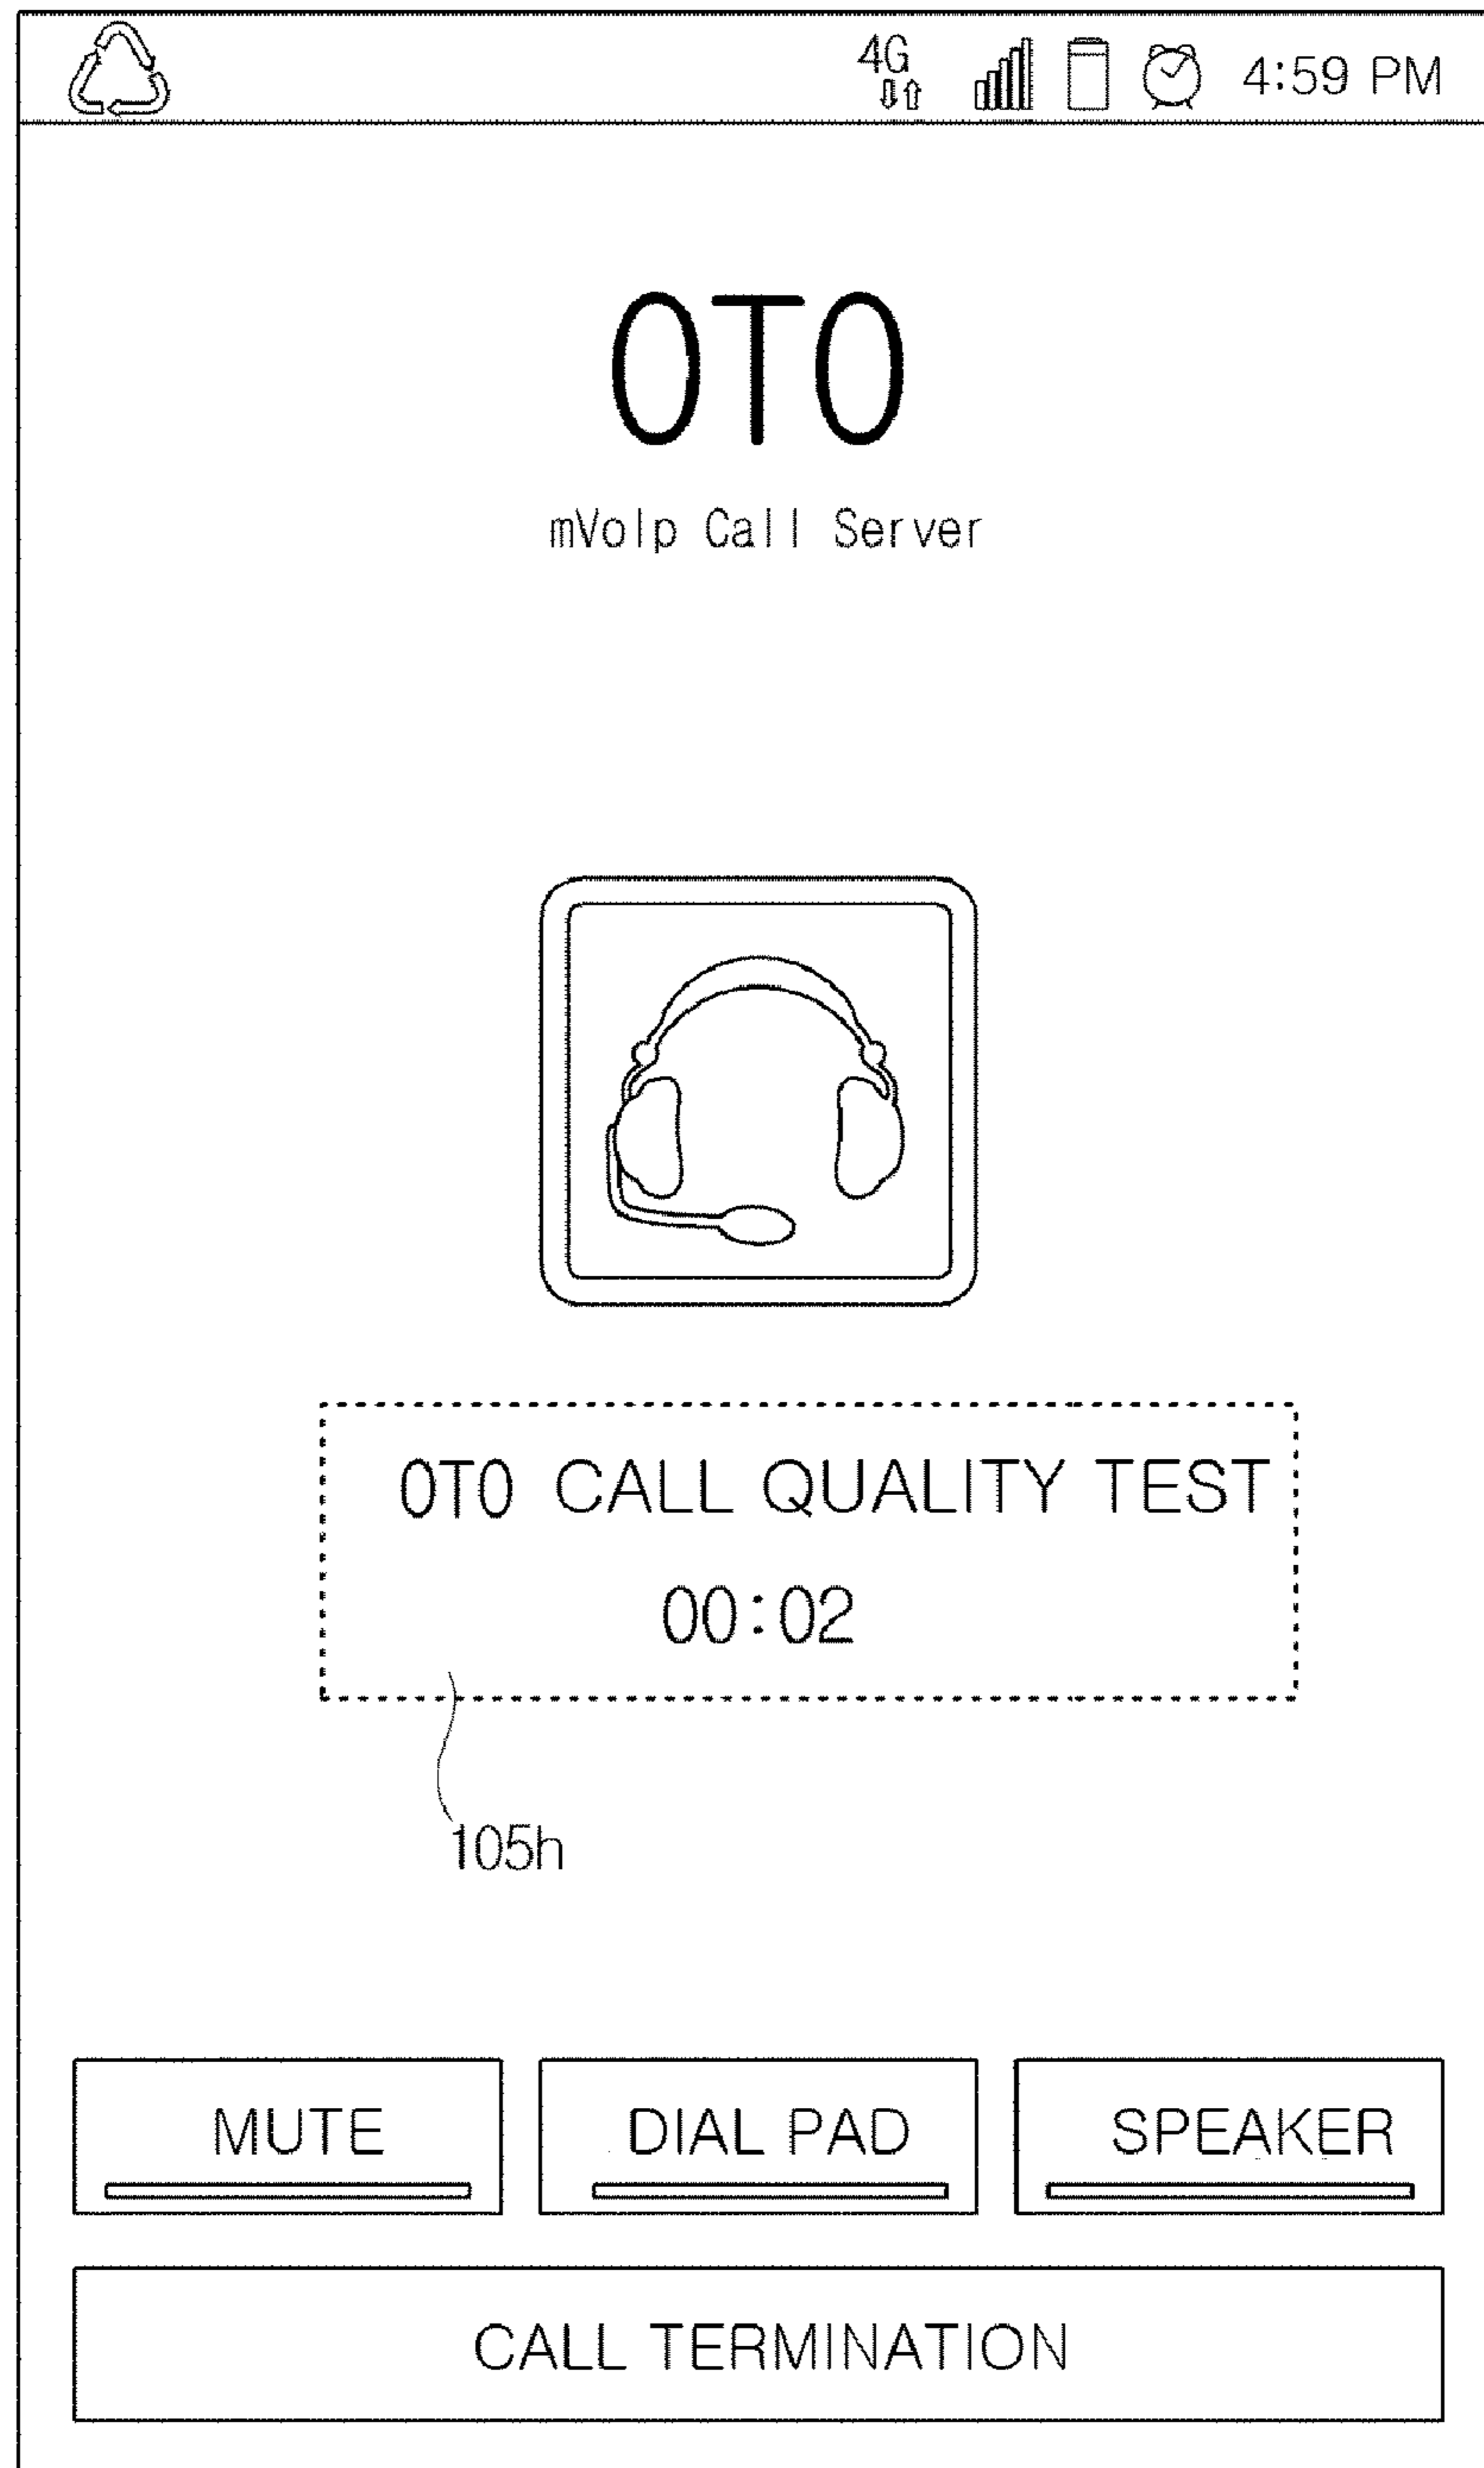 4G 4:59 PM
OTO
mVoIp Call Server
OTO CALL QUALITY TEST
00:02
105h
MUTE DIAL PAD SPEAKER
CALL TERMINATION